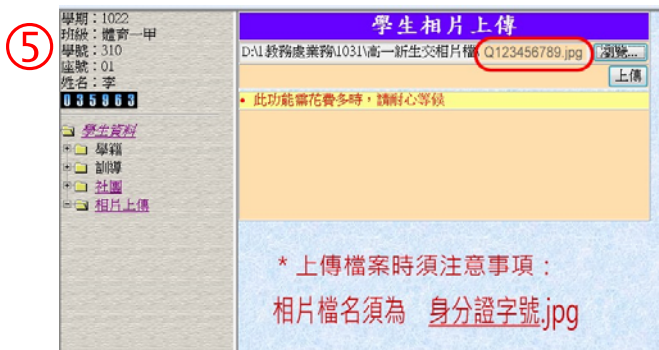 ⑤
學期：1022
班級：體育一甲
學號：310
座號：01
姓名：李
035963
學生資料
學籍
訓導
社團
相片上傳
學生相片上傳
D:\1教務處業務\1031\高一新生交相片檔\ Q123456789.jpg 瀏覽...
上傳
• 此功能需花費多時，請耐心等候
* 上傳檔案時須注意事項：
相片檔名須為 身分證字號.jpg